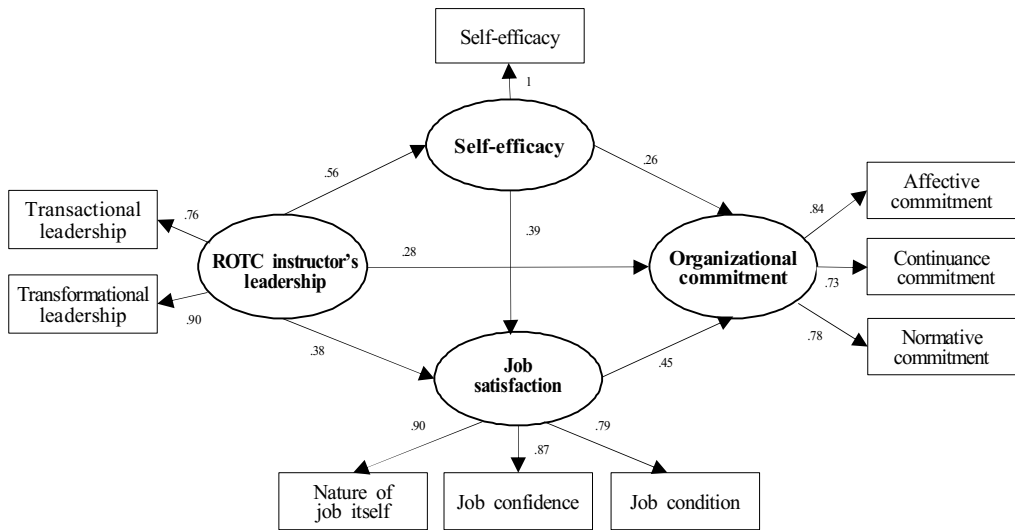 Self-efficacy
1
Self-efficacy
.56
.26
Transactional
leadership
.76
Affective
commitment
.84
.39
ROTC instructor's
leadership
.28
Organizational
commitment
Continuance
commitment
.73
Transformational
leadership
.90
.38
Job
satisfaction
.45
.78
Normative
commitment
.90
.87
.79
Nature of
job itself
Job confidence
Job condition